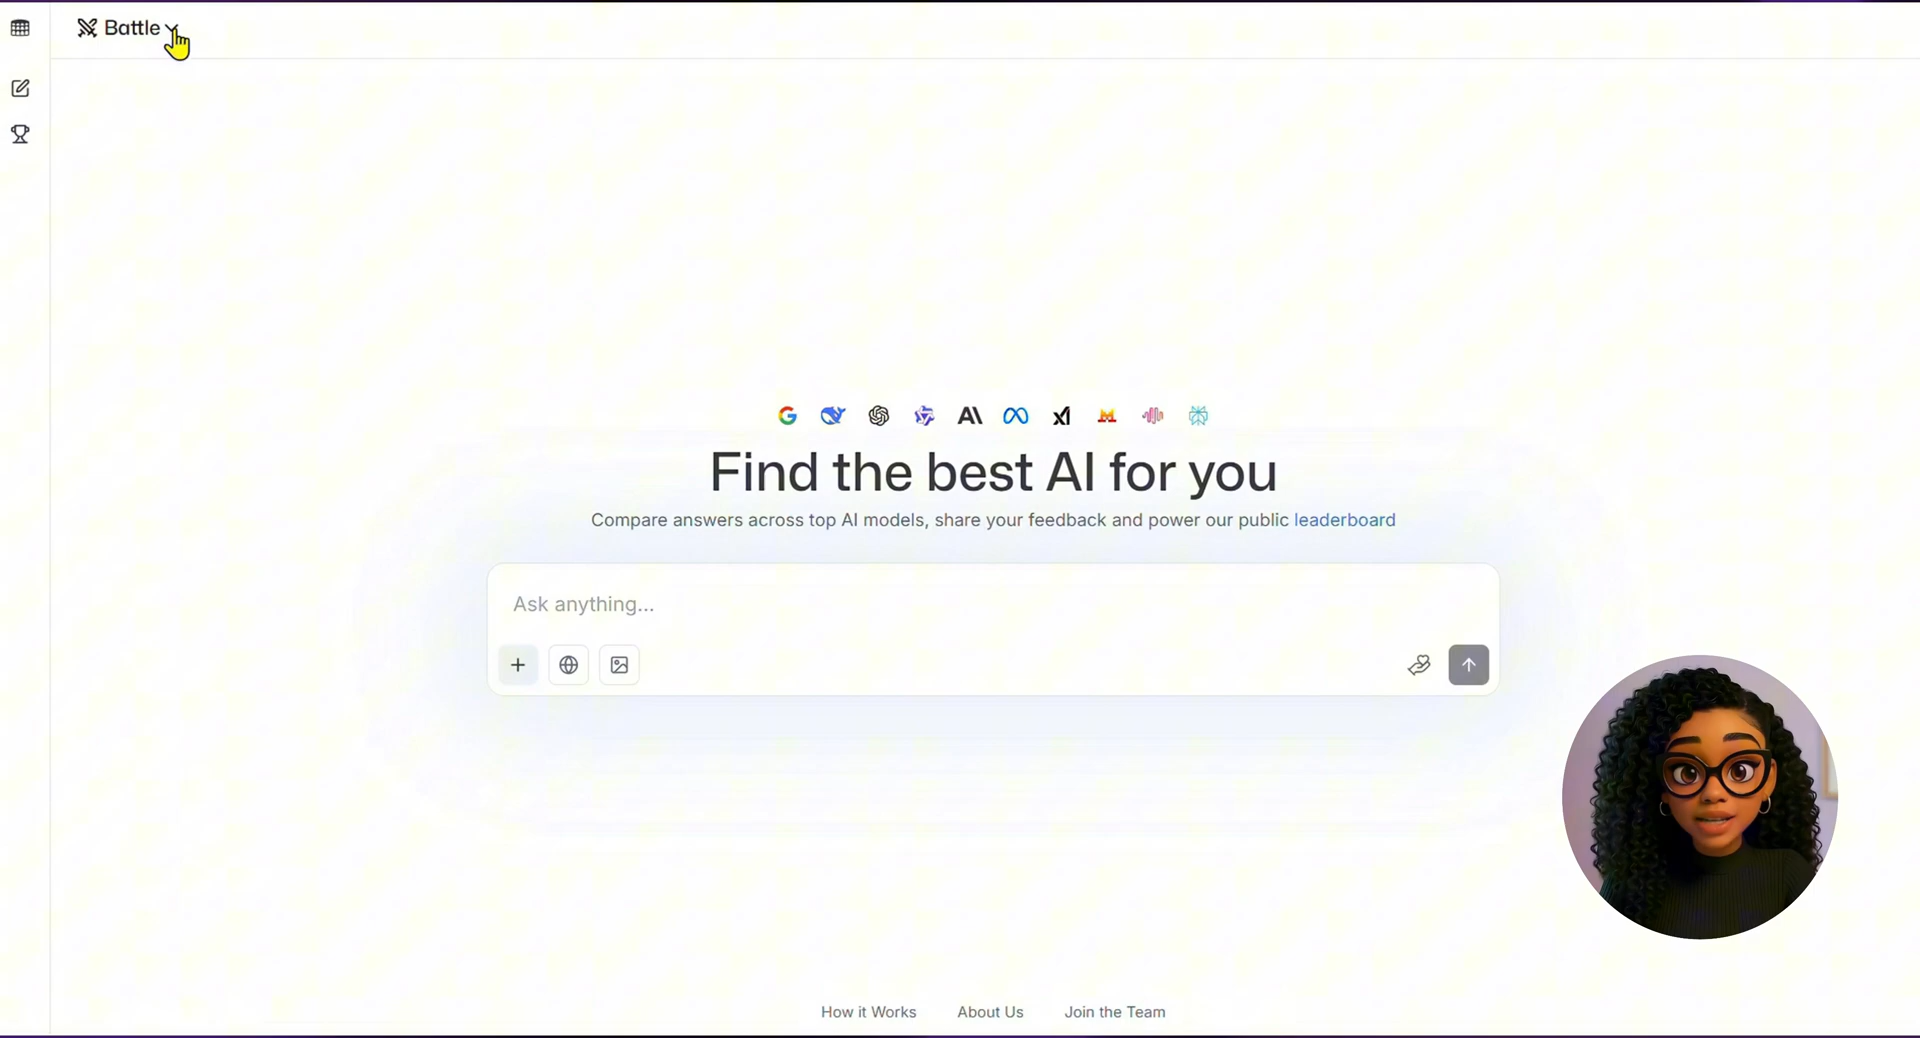 Battle
Find the best AI for you
Compare answers across top AI models, share your feedback and power our public leaderboard
Ask anything...
How it Works
About Us
Join the Team